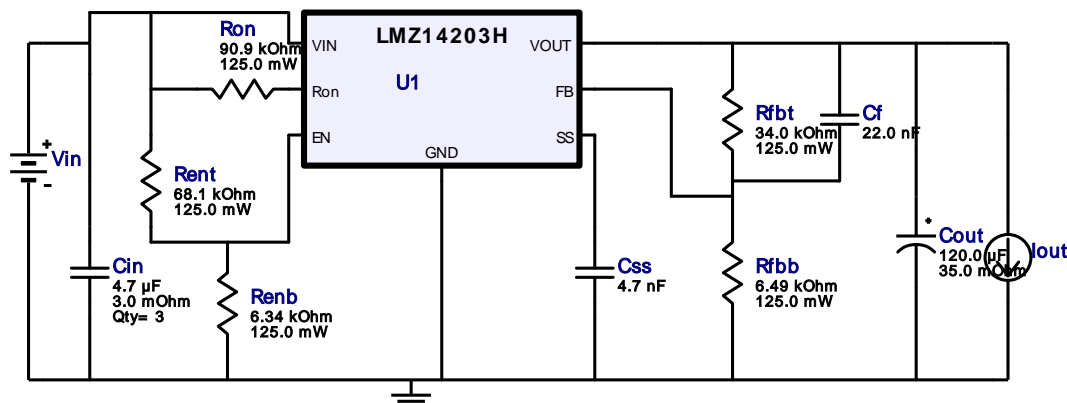 Ron
90.9 kOhm
125.0 mW
LMZ14203H
U1
VIN
Ron
EN
GND
VOUT
FB
SS
+
Vin
-
Rent
68.1 kOhm
125.0 mW
Cin
4.7 µF
3.0 mOhm
Qty= 3
Renb
6.34 kOhm
125.0 mW
Css
4.7 nF
Rfbt
34.0 kOhm
125.0 mW
Cf
22.0 nF
Rfbb
6.49 kOhm
125.0 mW
+
Cout
120.0 µF
35.0 mOhm
Iout